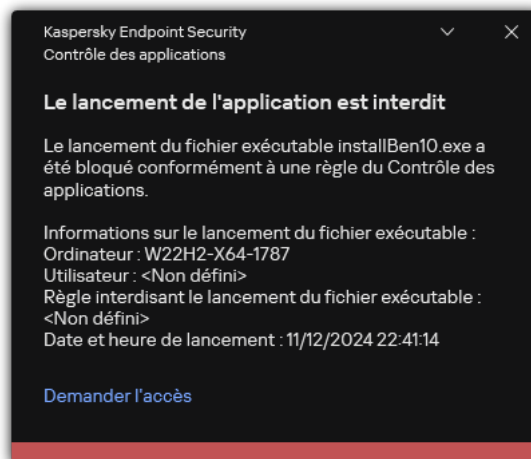 Kaspersky Endpoint Security
Contrôle des applications
Le lancement de l'application est interdit
Le lancement du fichier exécutable installBen10.exe a
été bloqué conformément à une règle du Contrôle des
applications.
Informations sur le lancement du fichier exécutable :
Ordinateur : W22H2-X64-1787
Utilisateur : <Non défini>
Règle interdisant le lancement du fichier exécutable :
<Non défini>
Date et heure de lancement : 11/12/2024 22:41:14
Demander l'accès